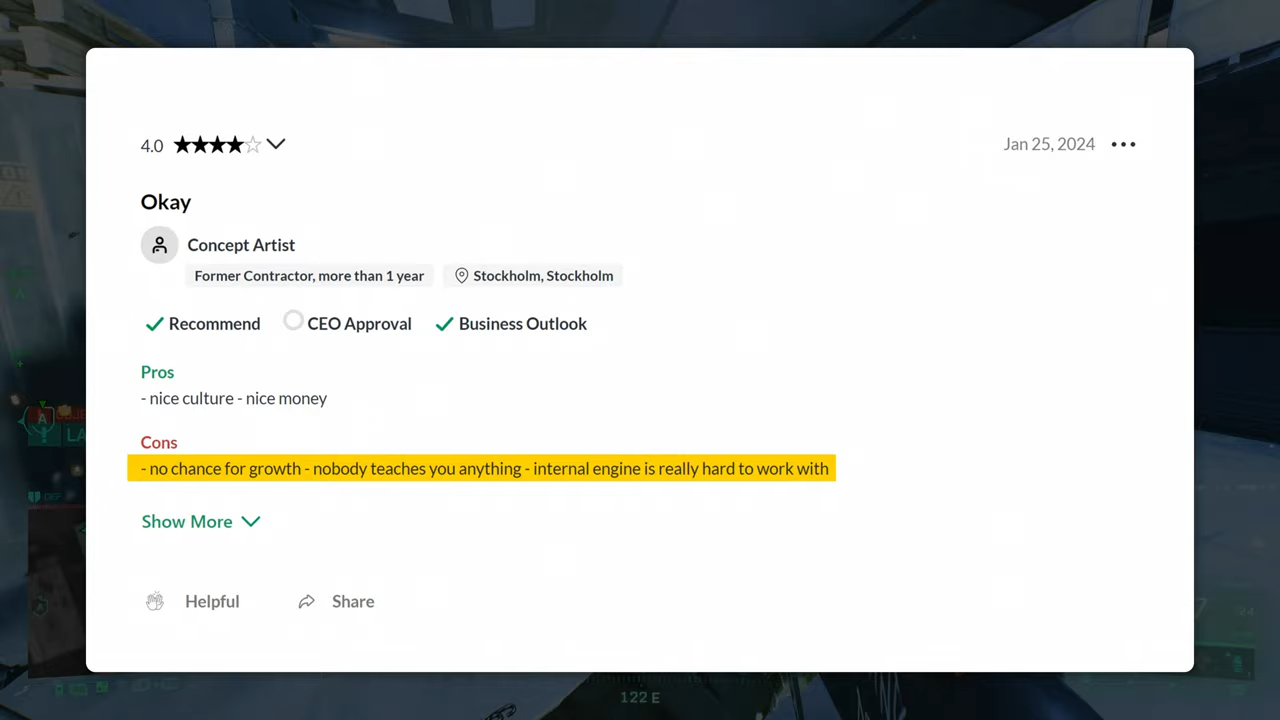 4.0
Jan 25, 2024
Okay
Concept Artist
Former Contractor, more than 1 year
Stockholm, Stockholm
Recommend
CEO Approval
Business Outlook
Pros
- nice culture - nice money
Cons
- no chance for growth - nobody teaches you anything - internal engine is really hard to work with
Show More
Helpful
Share
A
LA
122 E